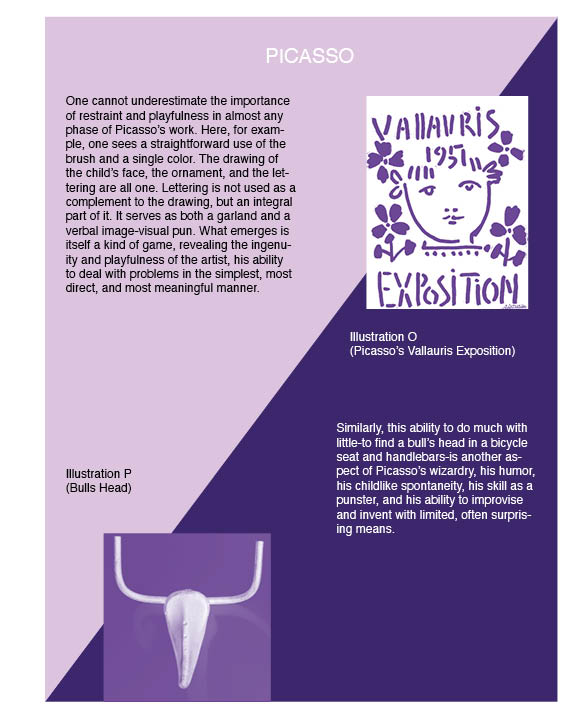 PICASSO
One cannot underestimate the importance
of restraint and playfulness in almost any
phase of Picasso's work. Here, for exam-
ple, one sees a straightforward use of the
brush and a single color. The drawing of
the child's face, the ornament, and the let-
tering are all one. Lettering is not used as a
complement to the drawing, but an integral
part of it. It serves as both a garland and a
verbal image-visual pun. What emerges is
itself a kind of game, revealing the ingenu-
ity and playfulness of the artist, his ability
to deal with problems in the simplest, most
direct, and most meaningful manner.
VALLAURIS
1951
EXPOSITION
Illustration O
(Picasso's Vallauris Exposition)
Similarly, this ability to do much with
little-to find a bull's head in a bicycle
seat and handlebars-is another as-
pect of Picasso's wizardry, his humor,
his childlike spontaneity, his skill as a
punster, and his ability to improvise
and invent with limited, often surpris-
ing means.
Illustration P
(Bulls Head)